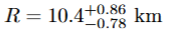 R = 10.4^{+0.86}_{-0.78} km